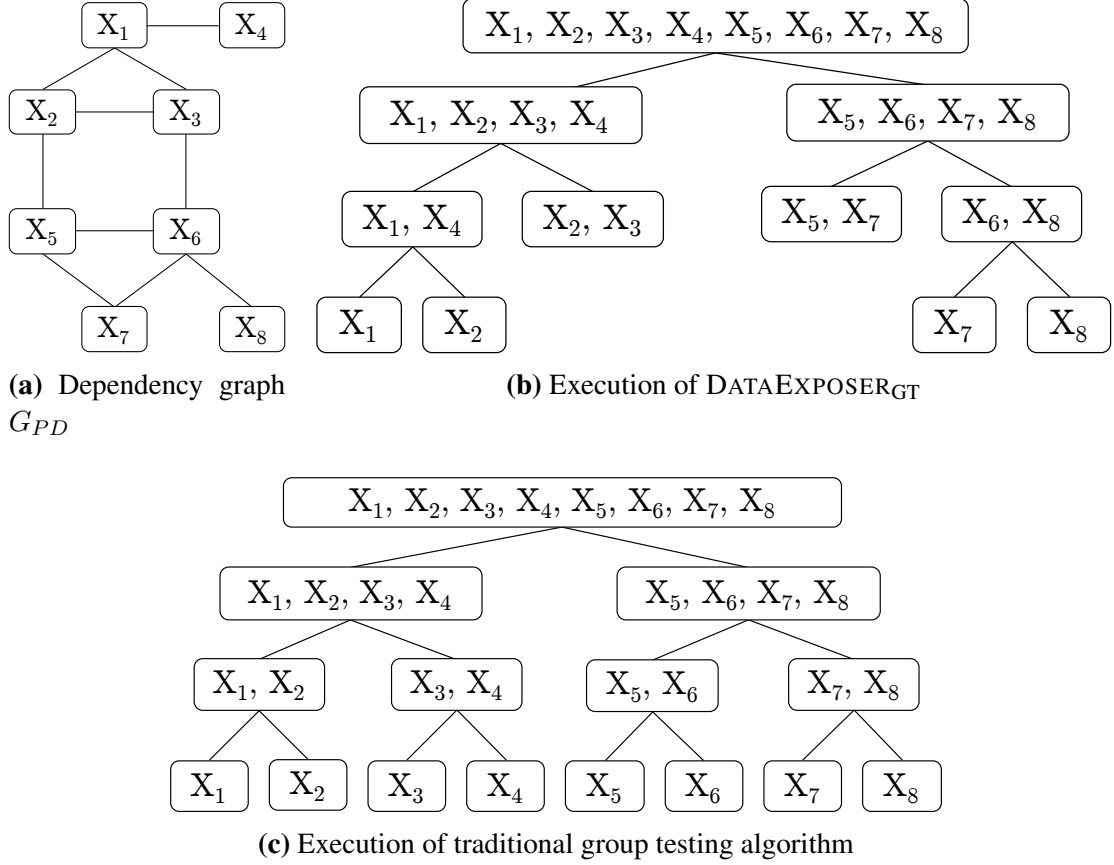 X₁ X₄
X₂ X₃
X₅ X₆
X₇ X₈
(a) Dependency graph
G_PD
X₁, X₂, X₃, X₄, X₅, X₆, X₇, X₈
X₁, X₂, X₃, X₄ X₅, X₆, X₇, X₈
X₁, X₄ X₂, X₃ X₅, X₇ X₆, X₈
X₁ X₂ X₇ X₈
(b) Execution of DATAEXPOSER_GT
X₁, X₂, X₃, X₄, X₅, X₆, X₇, X₈
X₁, X₂, X₃, X₄ X₅, X₆, X₇, X₈
X₁, X₂ X₃, X₄ X₅, X₆ X₇, X₈
X₁ X₂ X₃ X₄ X₅ X₆ X₇ X₈
(c) Execution of traditional group testing algorithm